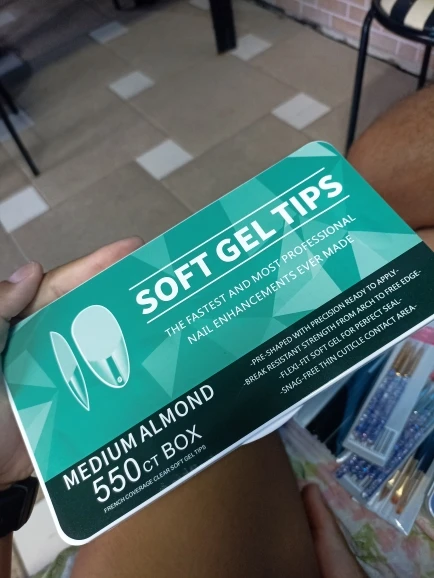 SOFT GEL TIPS
THE FASTEST AND MOST PROFESSIONAL
NAIL ENHANCEMENTS EVER MADE
-PRE-SHAPED WITH PRECISION READY TO APPLY-
-BREAK RESISTANT STRENGTH FROM ARCH TO FREE EDGE-
-FLEXI-FIT SOFT GEL FOR PERFECT SEAL-
-SNAG-FREE THIN CUTICLE CONTACT AREA-
MEDIUM ALMOND
550CT BOX
FRENCH COVERAGE CLEAR SOFT GEL TIPS